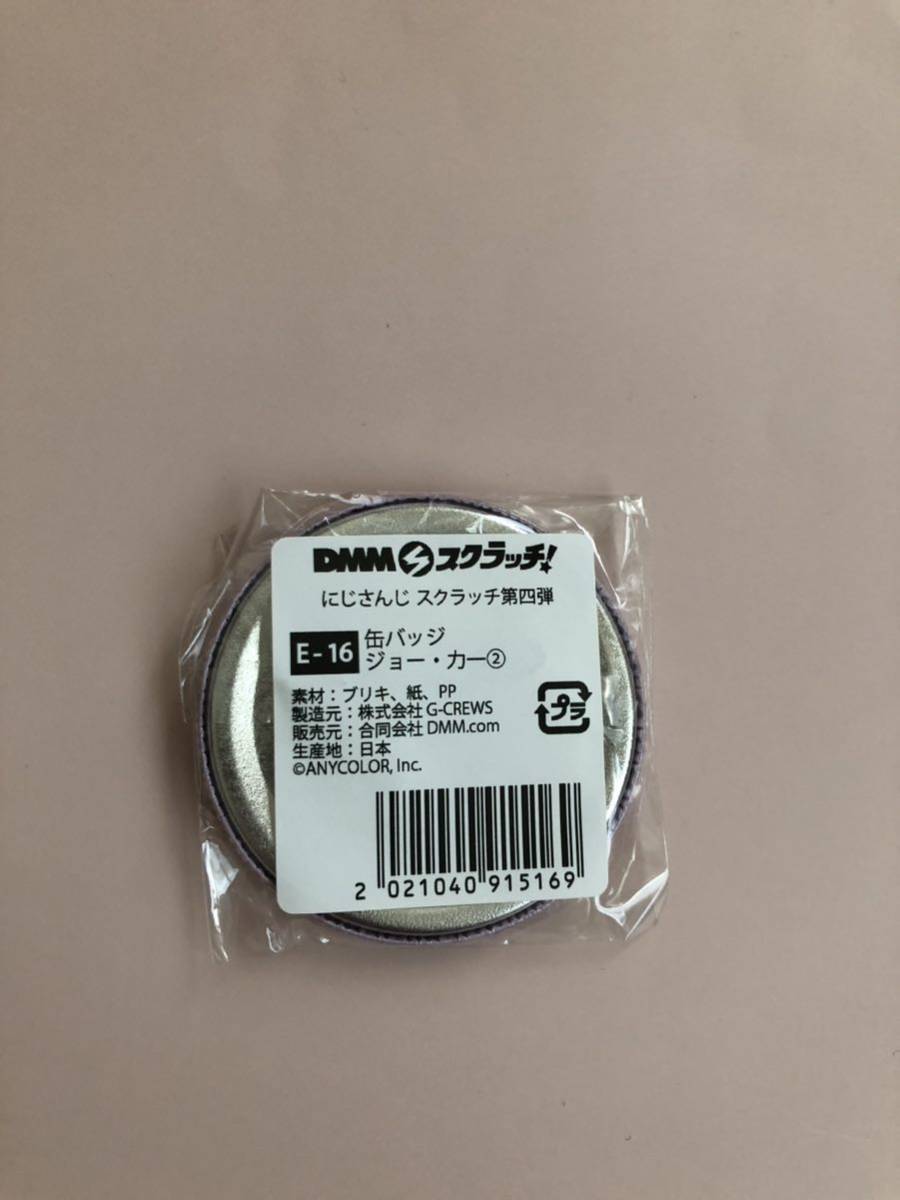 DMMスクラッチ!
にじさんじ スクラッチ第四弾
E-16
缶バッジ
ジョー・力一②
素材：ブリキ、紙、PP
製造元：株式会社 G-CREWS
販売元：合同会社 DMM.com
生産地：日本
©ANYCOLOR, Inc.
プラ
2 021040 915169